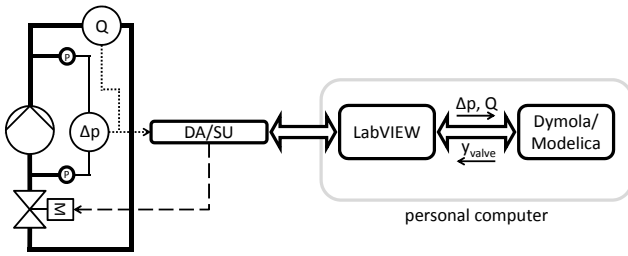 Q
P
Δp
P
M
DA/SU
LabVIEW
Δp, Q
y_valve
Dymola/
Modelica
personal computer